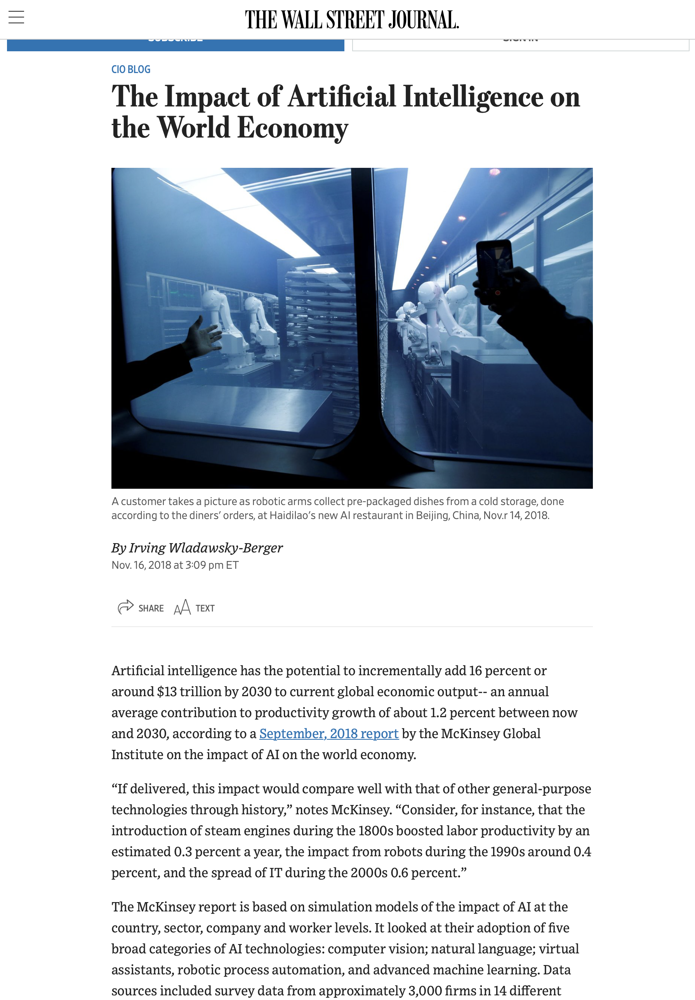 THE WALL STREET JOURNAL.
SUBSCRIBE
SIGN IN
CIO BLOG
The Impact of Artificial Intelligence on
the World Economy
A customer takes a picture as robotic arms collect pre-packaged dishes from a cold storage, done
according to the diners’ orders, at Haidilao’s new AI restaurant in Beijing, China, Nov.r 14, 2018.
By Irving Wladawsky-Berger
Nov. 16, 2018 at 3:09 pm ET
SHARE AA TEXT
Artificial intelligence has the potential to incrementally add 16 percent or
around $13 trillion by 2030 to current global economic output-- an annual
average contribution to productivity growth of about 1.2 percent between now
and 2030, according to a September, 2018 report by the McKinsey Global
Institute on the impact of AI on the world economy.
“If delivered, this impact would compare well with that of other general-purpose
technologies through history,” notes McKinsey. “Consider, for instance, that the
introduction of steam engines during the 1800s boosted labor productivity by an
estimated 0.3 percent a year, the impact from robots during the 1990s around 0.4
percent, and the spread of IT during the 2000s 0.6 percent.”
The McKinsey report is based on simulation models of the impact of AI at the
country, sector, company and worker levels. It looked at their adoption of five
broad categories of AI technologies: computer vision; natural language; virtual
assistants, robotic process automation, and advanced machine learning. Data
sources included survey data from approximately 3,000 firms in 14 different